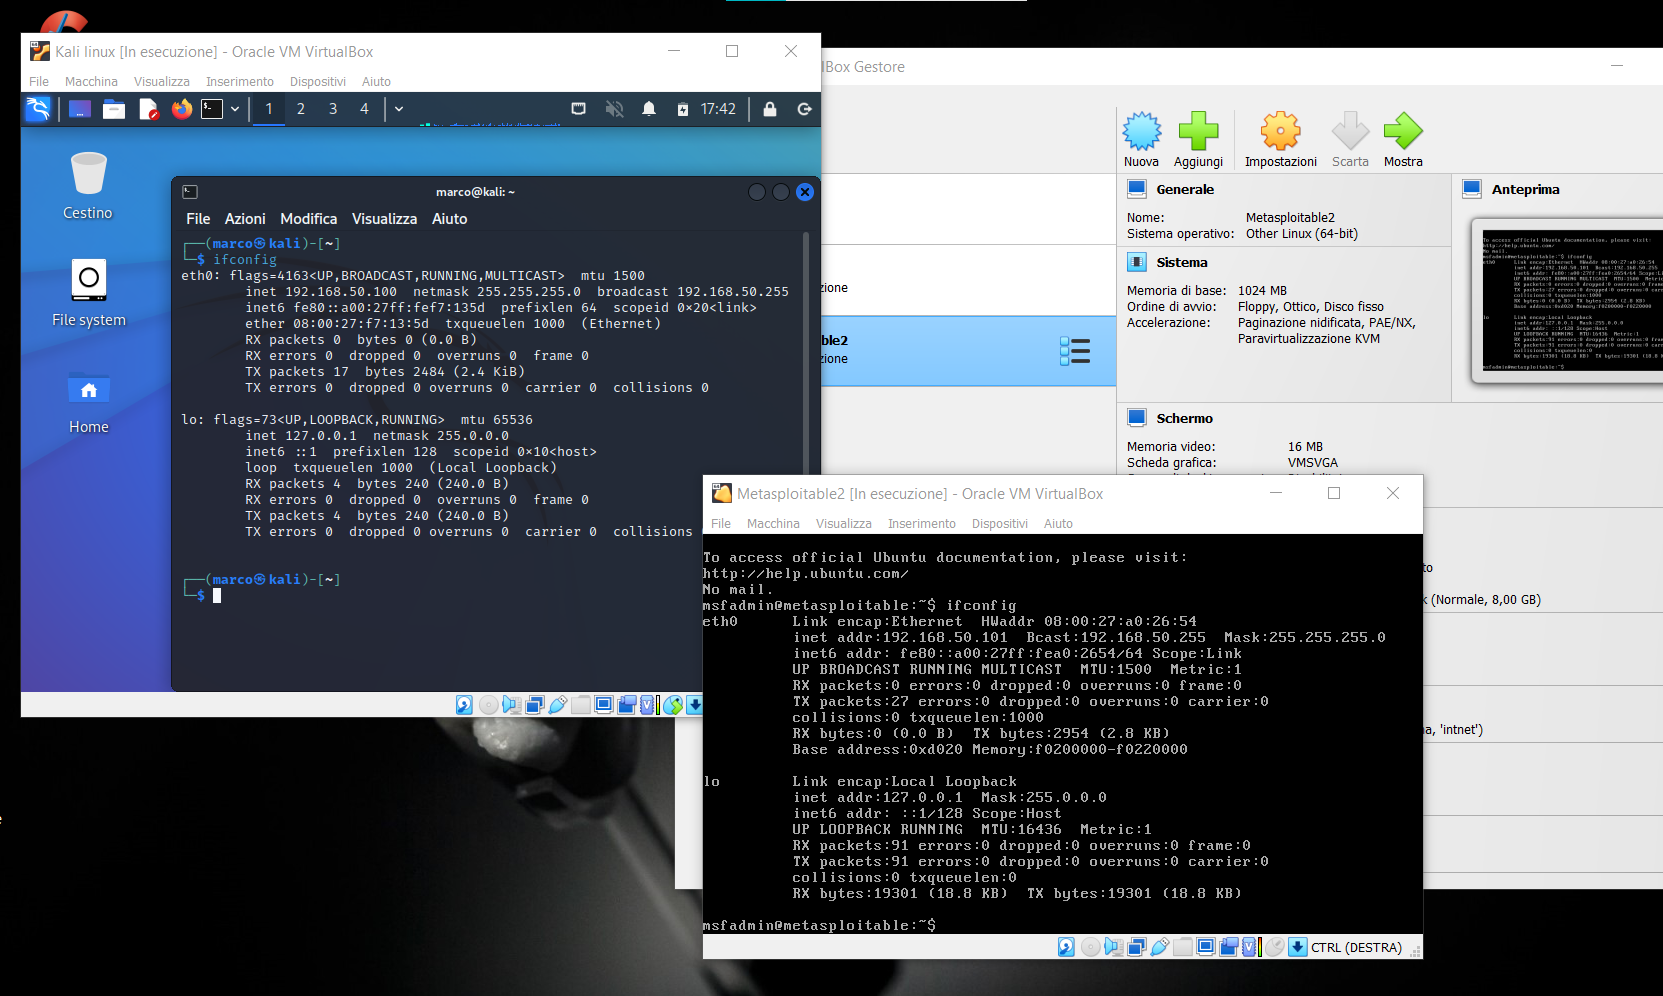 Kali linux [In esecuzione] - Oracle VM VirtualBox
File Macchina Visualizza Inserimento Dispositivi Aiuto
1 2 3 4 17:42
Cestino
File system
Home
marco@kali: ~
File Azioni Modifica Visualizza Aiuto
┌──(marco㉿kali)-[~]
└─$ ifconfig
eth0: flags=4163<UP,BROADCAST,RUNNING,MULTICAST>  mtu 1500
        inet 192.168.50.100  netmask 255.255.255.0  broadcast 192.168.50.255
        inet6 fe80::a00:27ff:fef7:135d  prefixlen 64  scopeid 0×20<link>
        ether 08:00:27:f7:13:5d  txqueuelen 1000  (Ethernet)
        RX packets 0  bytes 0 (0.0 B)
        RX errors 0  dropped 0  overruns 0  frame 0
        TX packets 17  bytes 2484 (2.4 KiB)
        TX errors 0  dropped 0 overruns 0  carrier 0  collisions 0
lo: flags=73<UP,LOOPBACK,RUNNING>  mtu 65536
        inet 127.0.0.1  netmask 255.0.0.0
        inet6 ::1  prefixlen 128  scopeid 0×10<host>
        loop  txqueuelen 1000  (Local Loopback)
        RX packets 4  bytes 240 (240.0 B)
        RX errors 0  dropped 0  overruns 0  frame 0
        TX packets 4  bytes 240 (240.0 B)
        TX errors 0  dropped 0 overruns 0  carrier 0  collisions
┌──(marco㉿kali)-[~]
└─$
lBox Gestore
Nuova Aggiungi Impostazioni Scarta Mostra
zione
ble2
zione
Generale
Nome: Metasploitable2
Sistema operativo: Other Linux (64-bit)
Sistema
Memoria di base: 1024 MB
Ordine di avvio: Floppy, Ottico, Disco fisso
Accelerazione: Paginazione nidificata, PAE/NX,
Paravirtualizzazione KVM
Schermo
Memoria video: 16 MB
Scheda grafica: VMSVGA
Anteprima
To access official Ubuntu documentation, please visit:
http://help.ubuntu.com/
No mail.
msfadmin@metasploitable:~$ ifconfig
to
k (Normale, 8,00 GB)
na, 'intnet')
Metasploitable2 [In esecuzione] - Oracle VM VirtualBox
File Macchina Visualizza Inserimento Dispositivi Aiuto
To access official Ubuntu documentation, please visit:
http://help.ubuntu.com/
No mail.
msfadmin@metasploitable:~$ ifconfig
eth0      Link encap:Ethernet  HWaddr 08:00:27:a0:26:54
          inet addr:192.168.50.101  Bcast:192.168.50.255  Mask:255.255.255.0
          inet6 addr: fe80::a00:27ff:fea0:2654/64 Scope:Link
          UP BROADCAST RUNNING MULTICAST  MTU:1500  Metric:1
          RX packets:0 errors:0 dropped:0 overruns:0 frame:0
          TX packets:27 errors:0 dropped:0 overruns:0 carrier:0
          collisions:0 txqueuelen:1000
          RX bytes:0 (0.0 B)  TX bytes:2954 (2.8 KB)
          Base address:0xd020 Memory:f0200000-f0220000
lo        Link encap:Local Loopback
          inet addr:127.0.0.1  Mask:255.0.0.0
          inet6 addr: ::1/128 Scope:Host
          UP LOOPBACK RUNNING  MTU:16436  Metric:1
          RX packets:91 errors:0 dropped:0 overruns:0 frame:0
          TX packets:91 errors:0 dropped:0 overruns:0 carrier:0
          collisions:0 txqueuelen:0
          RX bytes:19301 (18.8 KB)  TX bytes:19301 (18.8 KB)
msfadmin@metasploitable:~$
CTRL (DESTRA)